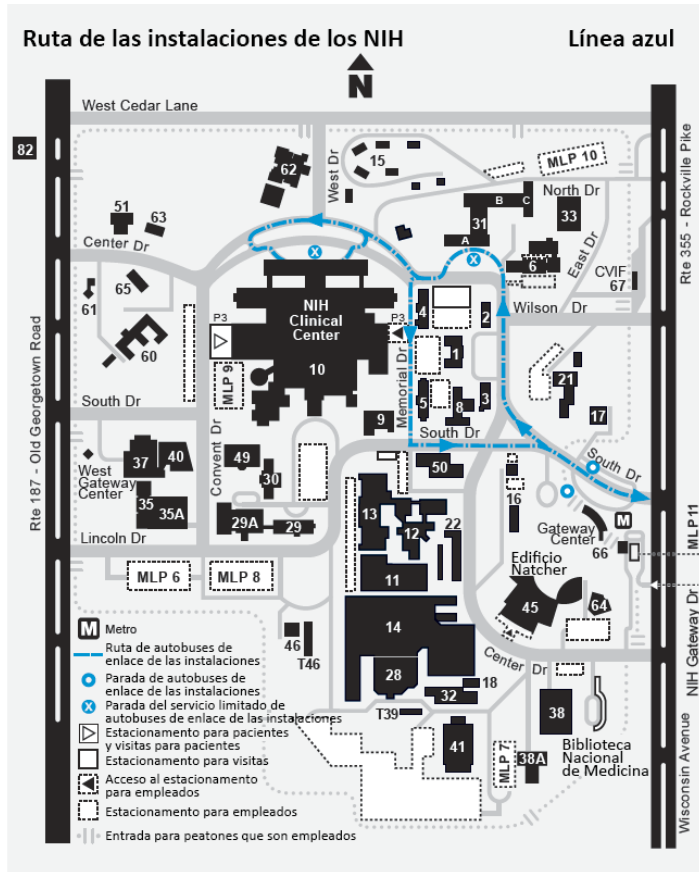 Ruta de las instalaciones de los NIH
Línea azul
N
West Cedar Lane
82
15
MLP 10
62
West Dr
Rte 355 - Rockville Pike
51
63
31
A
B
C
North Dr
33
Center Dr
X
X
6
East Dr
CVIF
67
65
61
NIH
Clinical
Center
10
4
2
Wilson Dr
60
P3
P3
MLP 9
Memorial Dr
1
21
Rte 187 - Old Georgetown Road
South Dr
5
8
3
17
9
South Dr
South Dr
West
Gateway
Center
37
40
Convent Dr
49
30
50
35
35A
29A
29
13
12
22
16
Gateway
Center
66
M
MLP 11
Lincoln Dr
11
Edificio
Natcher
MLP 6
MLP 8
45
64
NIH Gateway Dr
14
46
T46
Center Dr
28
18
32
T39
38
41
MLP 7
38A
Biblioteca
Nacional
de Medicina
Wisconsin Avenue
M Metro
Ruta de autobuses de
enlace de las instalaciones
Parada de autobuses de
enlace de las instalaciones
X Parada del servicio limitado de
autobuses de enlace de las instalaciones
Estacionamiento para pacientes
y visitas para pacientes
Estacionamiento para visitas
Acceso al estacionamiento
para empleados
Estacionamiento para empleados
Entrada para peatones que son empleados